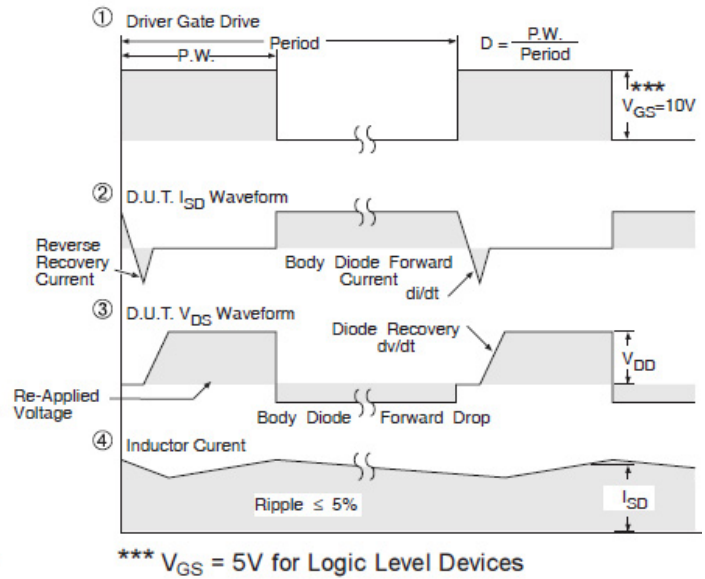 ① Driver Gate Drive
Period
P.W.
D = P.W. / Period
***
VGS=10V
② D.U.T. ISD Waveform
Reverse
Recovery
Current
Body Diode Forward
Current
di/dt
③ D.U.T. VDS Waveform
Diode Recovery
dv/dt
VDD
Re-Applied
Voltage
Body Diode Forward Drop
④ Inductor Curent
Ripple ≤ 5%
ISD
*** VGS = 5V for Logic Level Devices